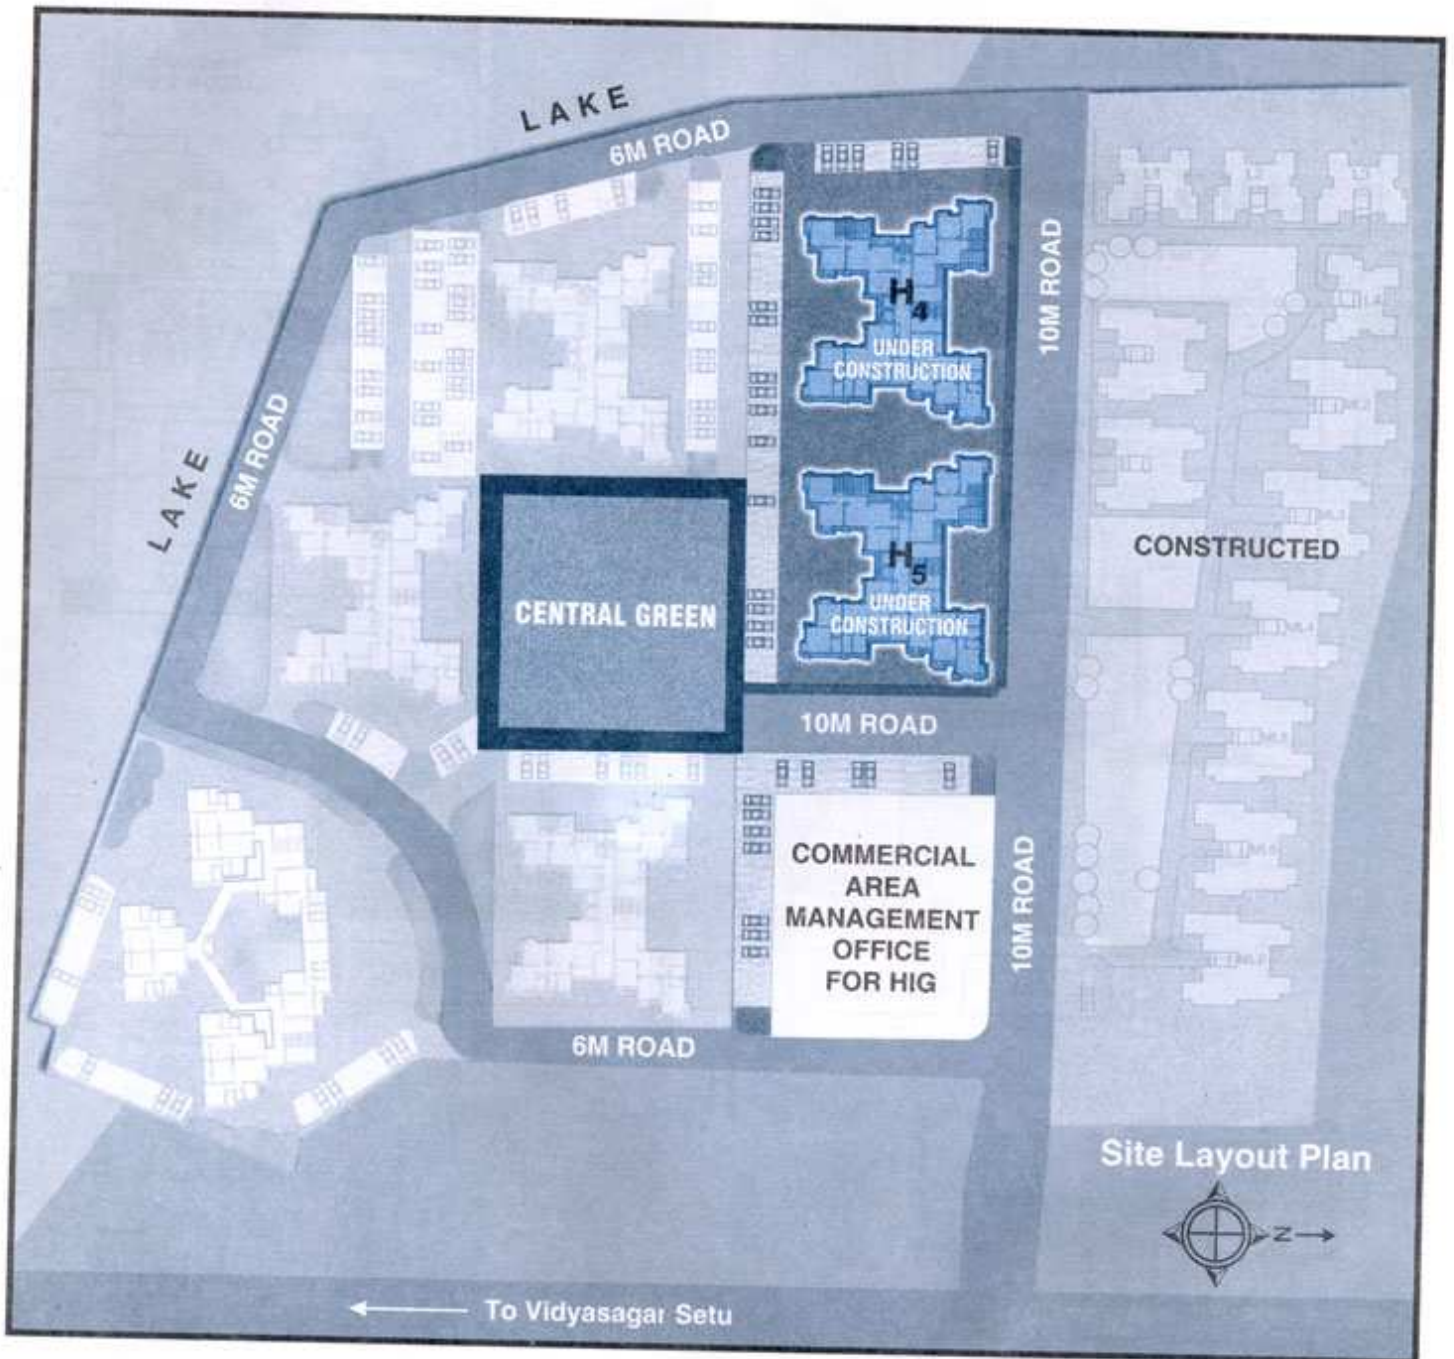 LAKE
6M ROAD
10M ROAD
H4
UNDER
CONSTRUCTION
LAKE
6M ROAD
H5
UNDER
CONSTRUCTION
CENTRAL GREEN
CONSTRUCTED
10M ROAD
COMMERCIAL
AREA
MANAGEMENT
OFFICE
FOR HIG
10M ROAD
6M ROAD
Site Layout Plan
N
To Vidyasagar Setu